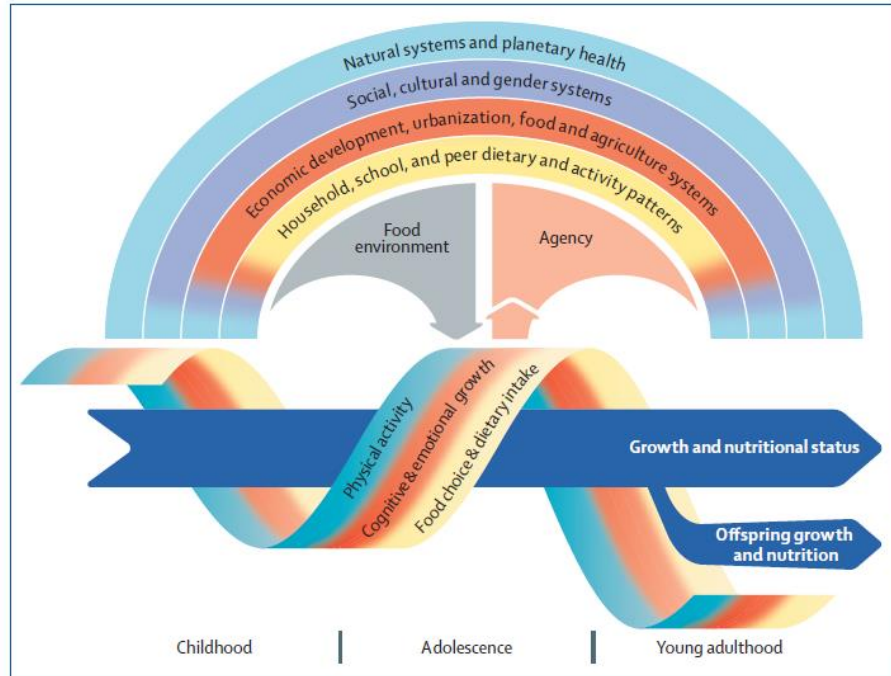 Natural systems and planetary health
Social, cultural and gender systems
Economic development, urbanization, food and agriculture systems
Household, school, and peer dietary and activity patterns
Food
environment
Agency
Physical activity
Cognitive & emotional growth
Food choice & dietary intake
Growth and nutritional status
Offspring growth
and nutrition
Childhood
Adolescence
Young adulthood